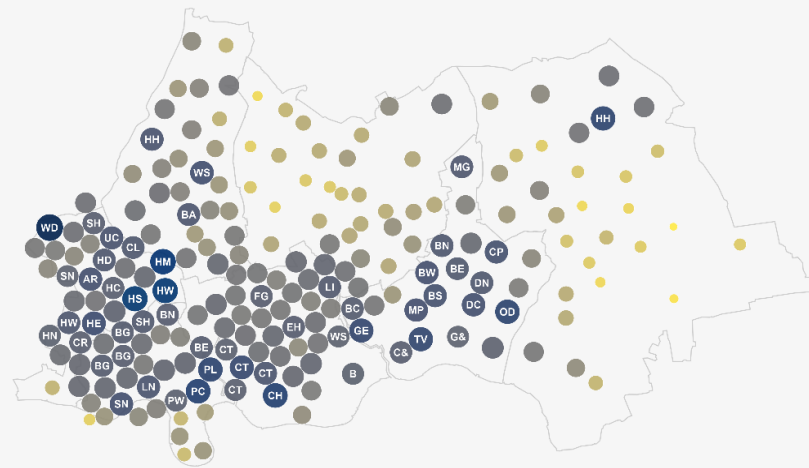 HH
HH
MG
WS
BA
WD
SH
UC
CL
BN
CP
HD
HM
BW
BE
SN
AR
DN
HC
HW
LI
HS
FG
BS
DC
BC
MP
OD
BN
HW
HE
SH
EH
GE
BG
HN
WS
G&
TV
CR
BE
CT
C&
BG
BG
PL
CT
CT
B
LN
PC
CT
CH
PW
SN